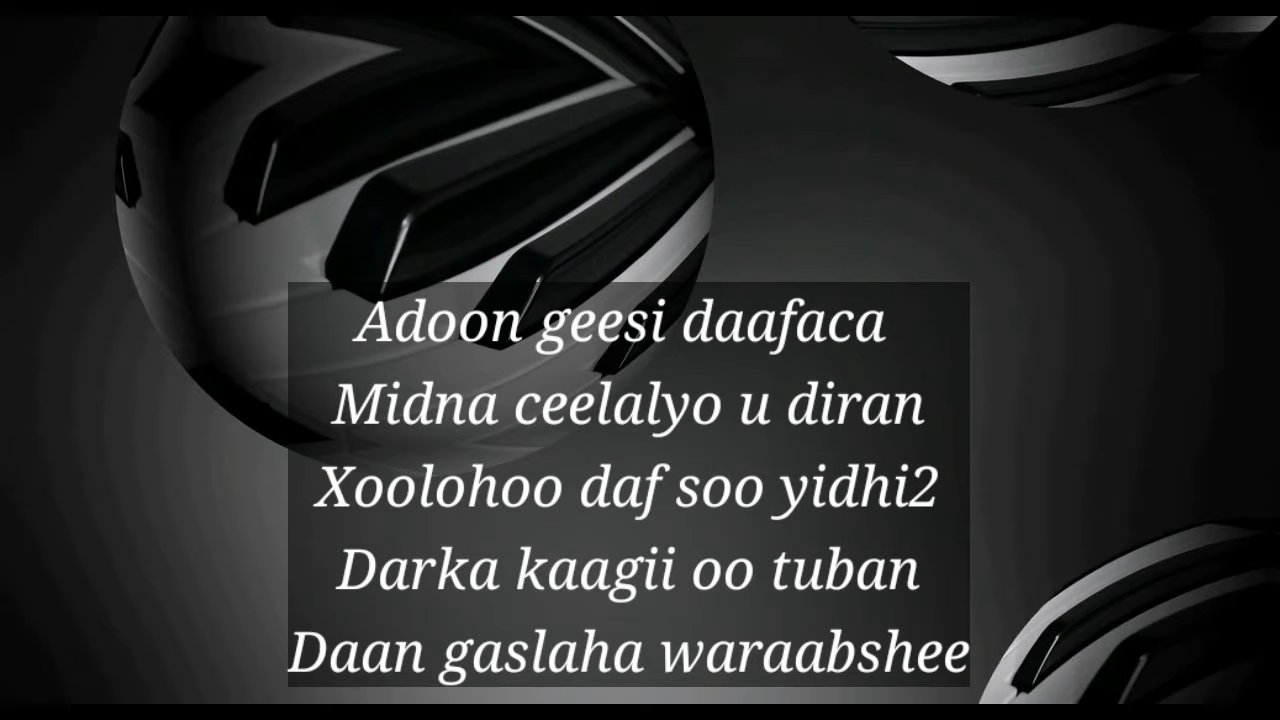 Adoon geesi daafaca
Midna ceelalyo u diran
Xoolohoo daf soo yidhi2
Darka kaagii oo tuban
Daan gaslaha waraabshee